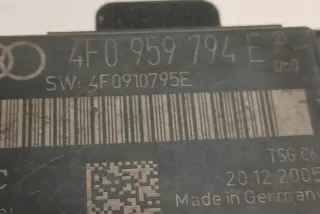 4F0 959 794 E
SW: 4F0910795E
TSG C6
20.12.2005
Made in Germany